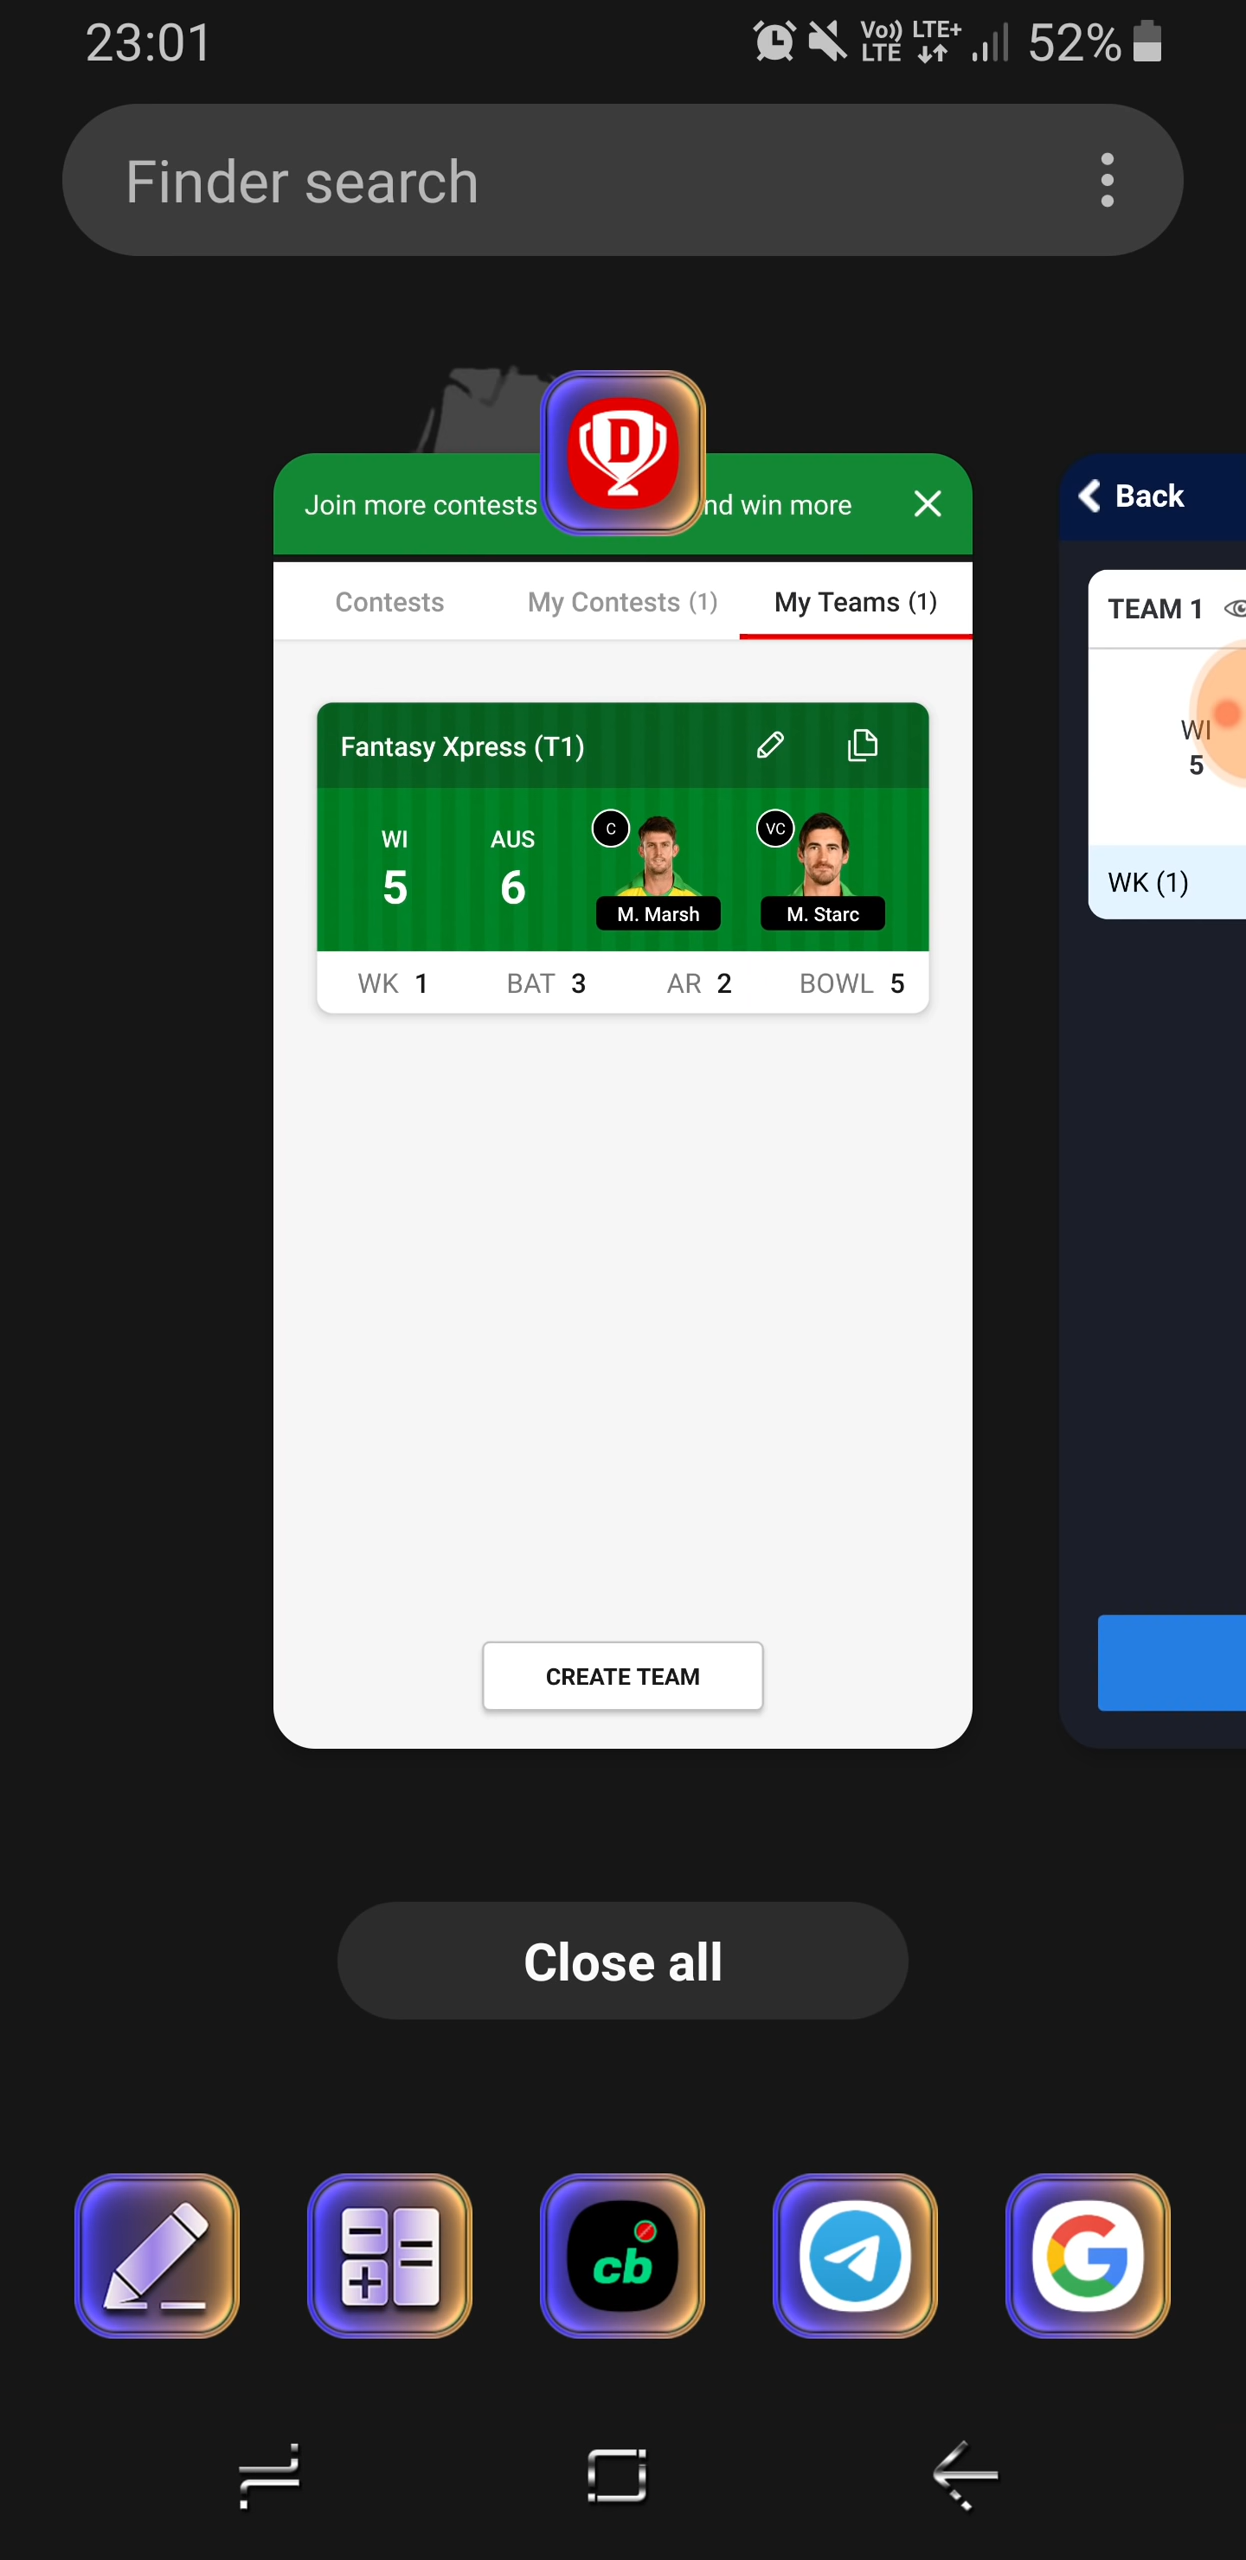 23:01
Vo)) LTE LTE+ 52%
Finder search
Join more contests nd win more
Contests My Contests (1) My Teams (1)
Fantasy Xpress (T1)
WI AUS C VC
5 6
M. Marsh M. Starc
WK 1 BAT 3 AR 2 BOWL 5
CREATE TEAM
Back
TEAM 1
WI
5
WK (1)
Close all
D
cb
G